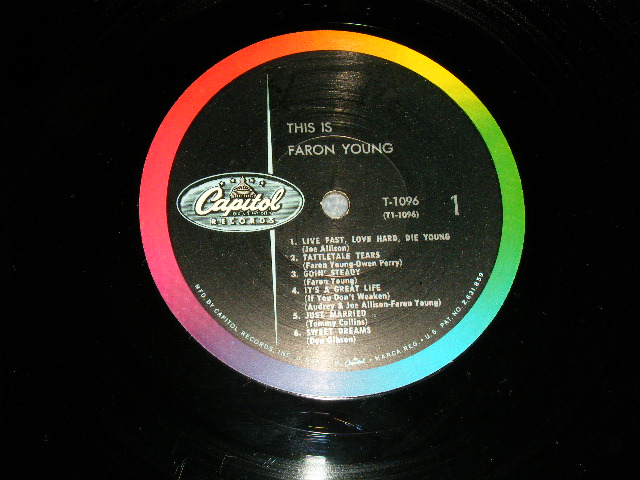 THIS IS
FARON YOUNG
Capitol
RECORDS
T-1096
(T1-1096)
1
1. LIVE FAST, LOVE HARD, DIE YOUNG
(Joe Allison)
2. TATTLETALE TEARS
(Faron Young-Owen Perry)
3. GOIN' STEADY
(Faron Young)
4. IT'S A GREAT LIFE
(If You Don't Weaken)
(Audrey & Joe Allison-Faron Young)
5. JUST MARRIED
(Tommy Collins)
6. SWEET DREAMS
(Don Gibson)
MFD. BY CAPITOL RECORDS, INC.
MARCA REG. • U.S. PAT. NO. 2,631,859